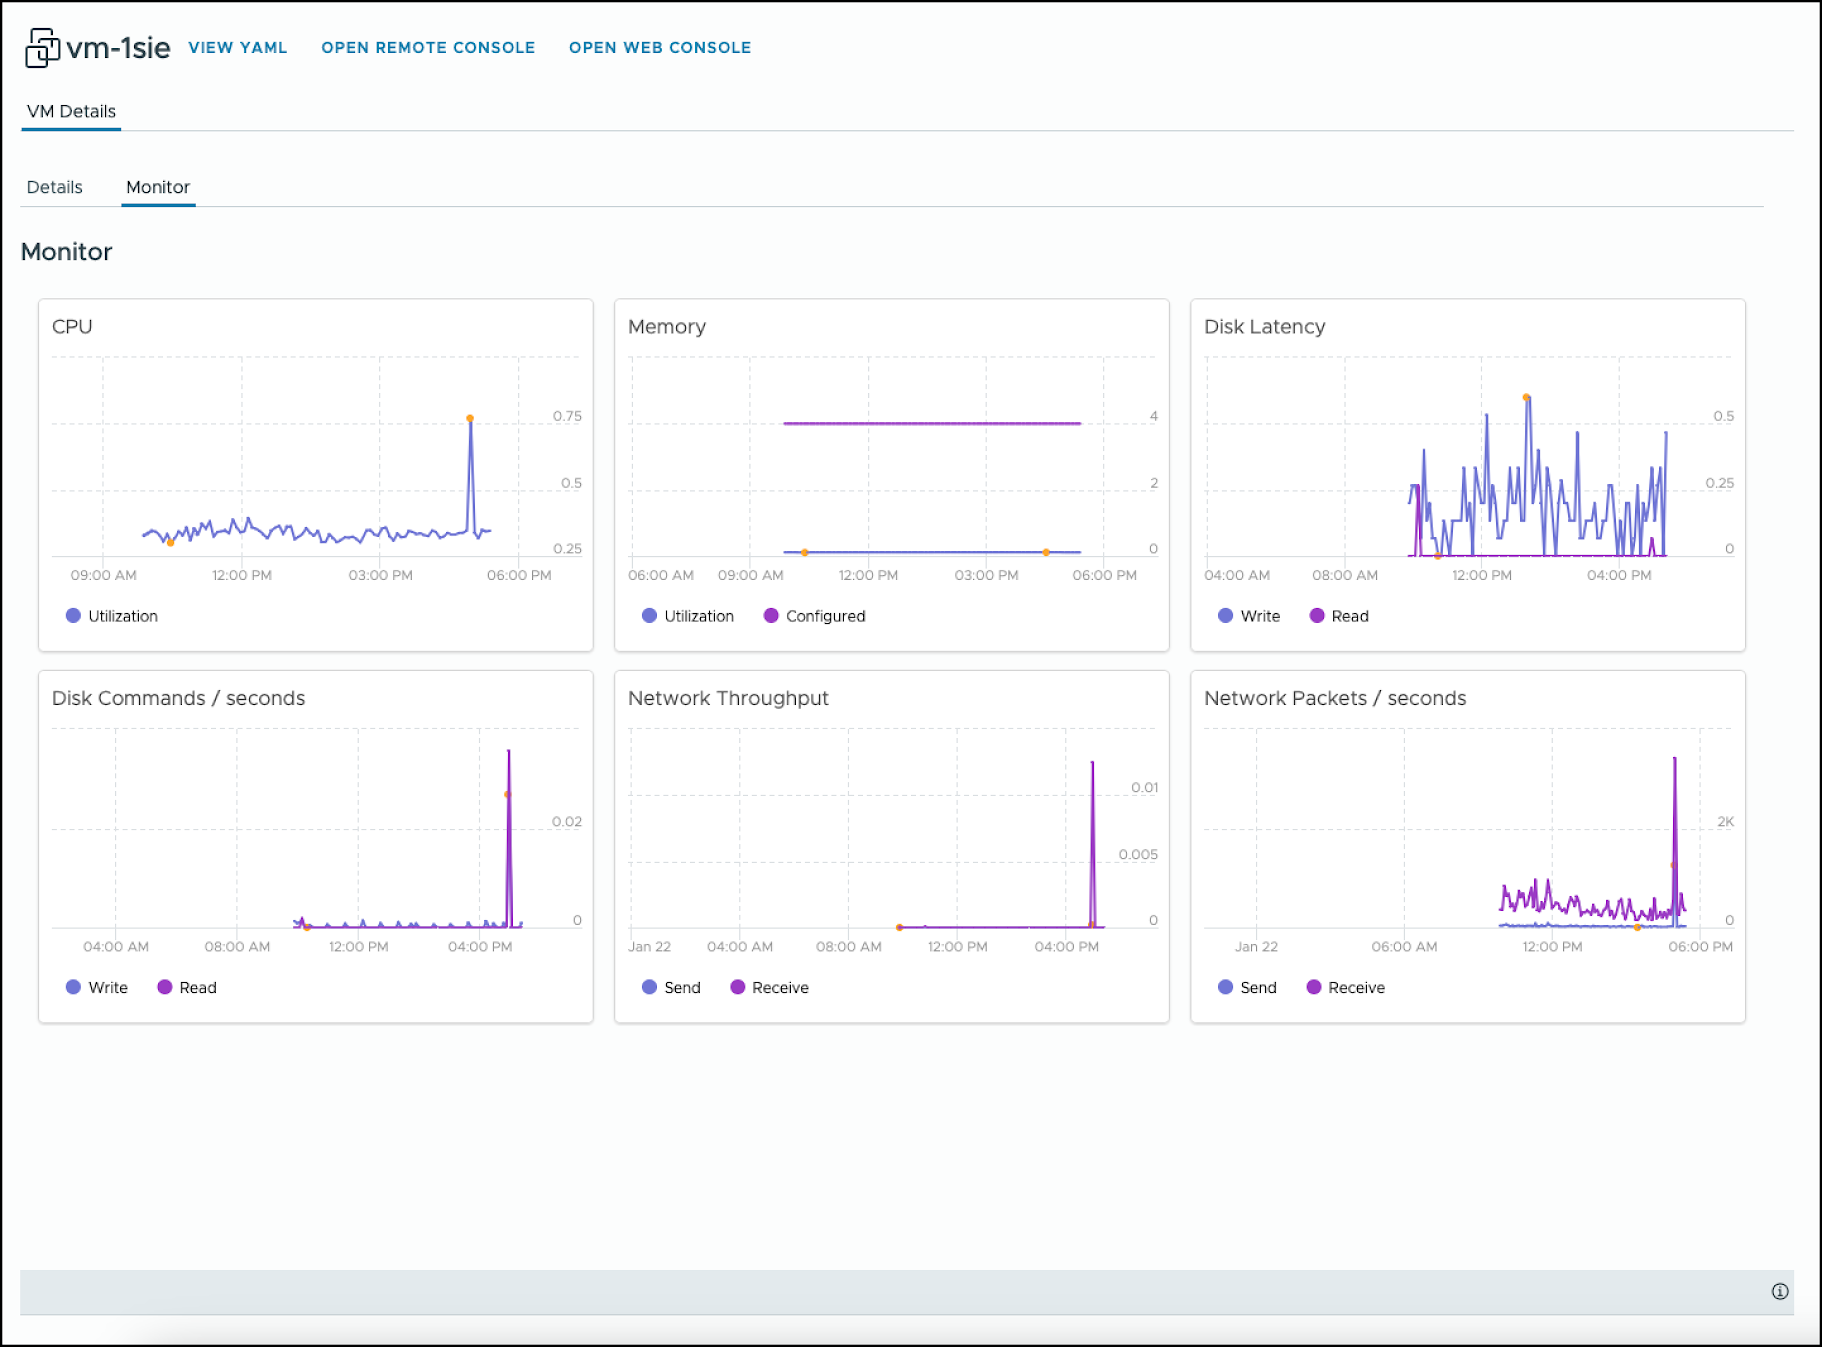 vm-1sie VIEW YAML OPEN REMOTE CONSOLE OPEN WEB CONSOLE
VM Details
Details Monitor
Monitor
CPU
0.75
0.5
0.25
09:00 AM 12:00 PM 03:00 PM 06:00 PM
Utilization
Memory
4
2
0
06:00 AM 09:00 AM 12:00 PM 03:00 PM 06:00 PM
Utilization Configured
Disk Latency
0.5
0.25
0
04:00 AM 08:00 AM 12:00 PM 04:00 PM
Write Read
Disk Commands / seconds
0.02
0
04:00 AM 08:00 AM 12:00 PM 04:00 PM
Write Read
Network Throughput
0.01
0.005
0
Jan 22 04:00 AM 08:00 AM 12:00 PM 04:00 PM
Send Receive
Network Packets / seconds
2K
0
Jan 22 06:00 AM 12:00 PM 06:00 PM
Send Receive